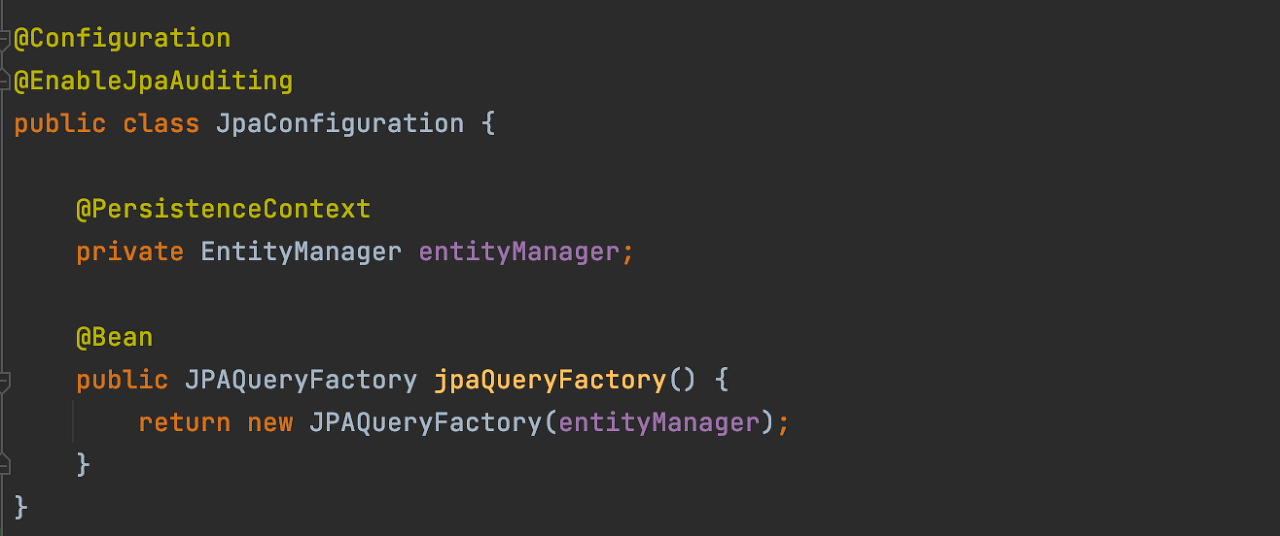 @Configuration
@EnableJpaAuditing
public class JpaConfiguration {
@PersistenceContext
private EntityManager entityManager;
@Bean
public JPAQueryFactory jpaQueryFactory() {
return new JPAQueryFactory(entityManager);
}
}